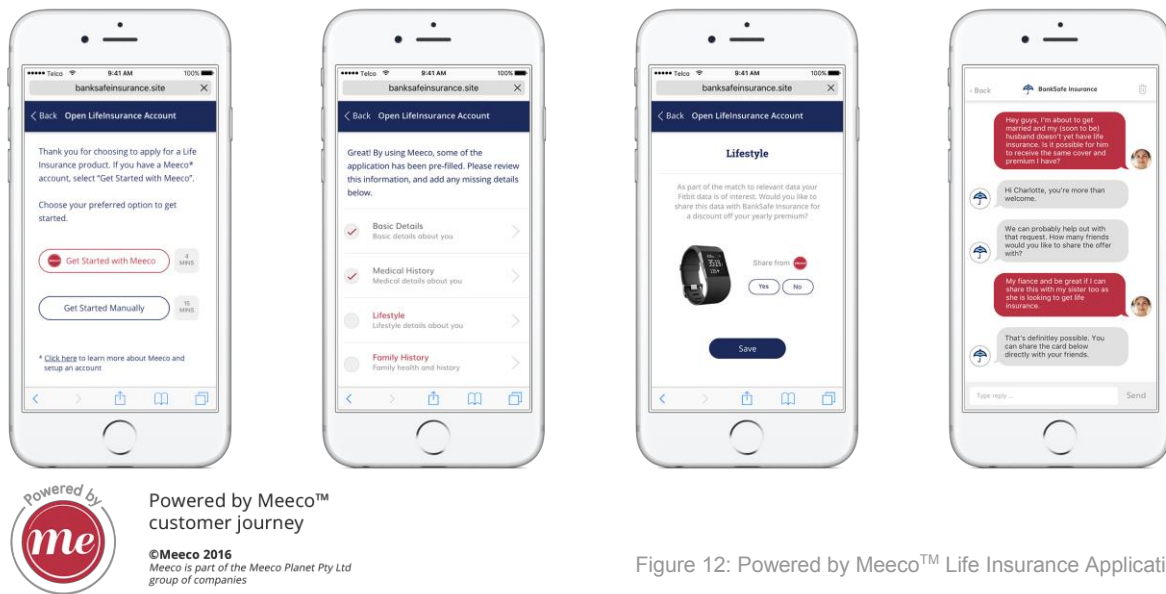 ●●●●● Telco 9:41 AM 100%
banksafeinsurance.site X
< Back Open LifeInsurance Account
Thank you for choosing to apply for a Life
Insurance product. If you have a Meeco*
account, select "Get Started with Meeco".
Choose your preferred option to get
started.
meeco Get Started with Meeco 4 MINS
Get Started Manually 15 MINS
* Click here to learn more about Meeco and
setup an account
●●●●● Telco 9:41 AM 100%
banksafeinsurance.site X
< Back Open LifeInsurance Account
Great! By using Meeco, some of the
application has been pre-filled. Please review
this information, and add any missing details
below.
Basic Details
Basic details about you
Medical History
Medical details about you
Lifestyle
Lifestyle details about you
Family History
Family health and history
●●●●● Telco 9:41 AM 100%
banksafeinsurance.site X
< Back Open LifeInsurance Account
Lifestyle
As part of the match to relevant data your
Fitbit data is of interest. Would you like to
share this data with BankSafe Insurance for
a discount off your yearly premium?
Share from meeco
Yes No
Save
‹ Back BankSafe Insurance
Hey guys, I'm about to get
married and my (soon to be)
husband doesn't yet have life
insurance. Is it possible for him
to receive the same cover and
premium I have?
Hi Charlotte, you're more than
welcome.
We can probably help out with
that request. How many friends
would you like to share the offer
with?
My fiance and be great if I can
share this with my sister too as
she is looking to get life
insurance.
That's definitley possible. You
can share the card below
directly with your friends.
Type reply ... Send
Powered by
me
Powered by Meeco™
customer journey
©Meeco 2016
Meeco is part of the Meeco Planet Pty Ltd
group of companies
Figure 12: Powered by Meeco™ Life Insurance Applicati